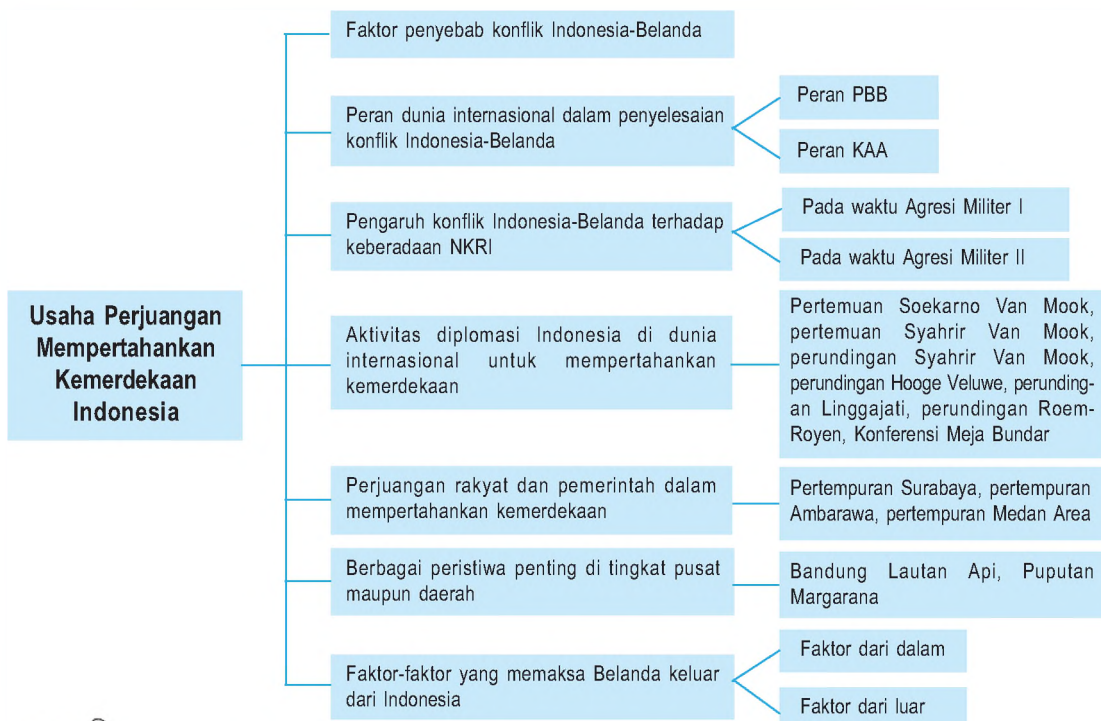 Usaha Perjuangan
Mempertahankan
Kemerdekaan
Indonesia
Faktor penyebab konflik Indonesia-Belanda
Peran dunia internasional dalam penyelesaian
konflik Indonesia-Belanda
Peran PBB
Peran KAA
Pengaruh konflik Indonesia-Belanda terhadap
keberadaan NKRI
Pada waktu Agresi Militer I
Pada waktu Agresi Militer II
Aktivitas diplomasi Indonesia di dunia
internasional untuk mempertahankan
kemerdekaan
Pertemuan Soekarno Van Mook,
pertemuan Syahrir Van Mook,
perundingan Syahrir Van Mook,
perundingan Hooge Veluwe, perunding-
an Linggajati, perundingan Roem-
Royen, Konferensi Meja Bundar
Perjuangan rakyat dan pemerintah dalam
mempertahankan kemerdekaan
Pertempuran Surabaya, pertempuran
Ambarawa, pertempuran Medan Area
Berbagai peristiwa penting di tingkat pusat
maupun daerah
Bandung Lautan Api, Puputan
Margarana
Faktor-faktor yang memaksa Belanda keluar
dari Indonesia
Faktor dari dalam
Faktor dari luar